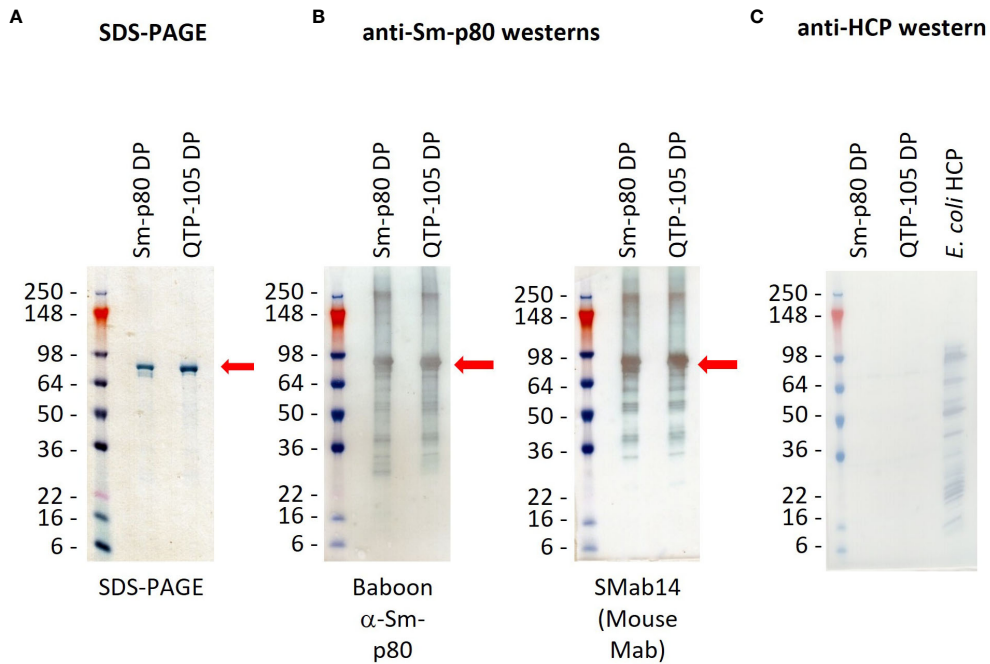 A
SDS-PAGE
Sm-p80 DP
QTP-105 DP
250 -
148 -
98 -
64 -
50 -
36 -
22 -
16 -
6 -
SDS-PAGE
B
anti-Sm-p80 westerns
Sm-p80 DP
QTP-105 DP
250 -
148 -
98 -
64 -
50 -
36 -
22 -
16 -
6 -
Baboon
α-Sm-
p80
Sm-p80 DP
QTP-105 DP
250 -
148 -
98 -
64 -
50 -
36 -
22 -
16 -
6 -
SMab14
(Mouse
Mab)
C
anti-HCP western
Sm-p80 DP
QTP-105 DP
E. coli HCP
250 -
148 -
98 -
64 -
50 -
36 -
22 -
16 -
6 -